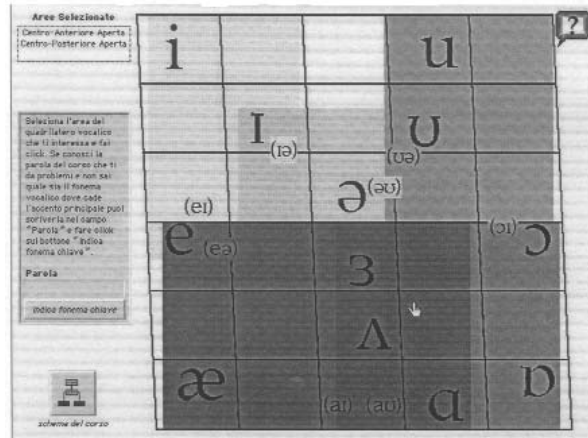 Aree Selezionate
Centro-Anteriore Aperta
Centro-Posteriore Aperta
?
i
u
Seleziona l'area del
quadrilatero vocalico
che ti interessa e fai
click. Se conosci la
parola del corso che ti
da problemi e non sai
quale sia il fonema
vocalico dove cade
l'accento principale puoi
scriverla nel campo
"Parola" e fare click
sul bottone "indica
fonema chiave".
ɪ
(ɪə)
ʊ
(ʊə)
ə
(əʊ)
(eɪ)
e
(eə)
(ɔɪ)
ɔ
ɜ
Parola
indica fonema chiave
ʌ
æ
(aɪ)
(aʊ)
ɑ
ɒ
scheme del corso